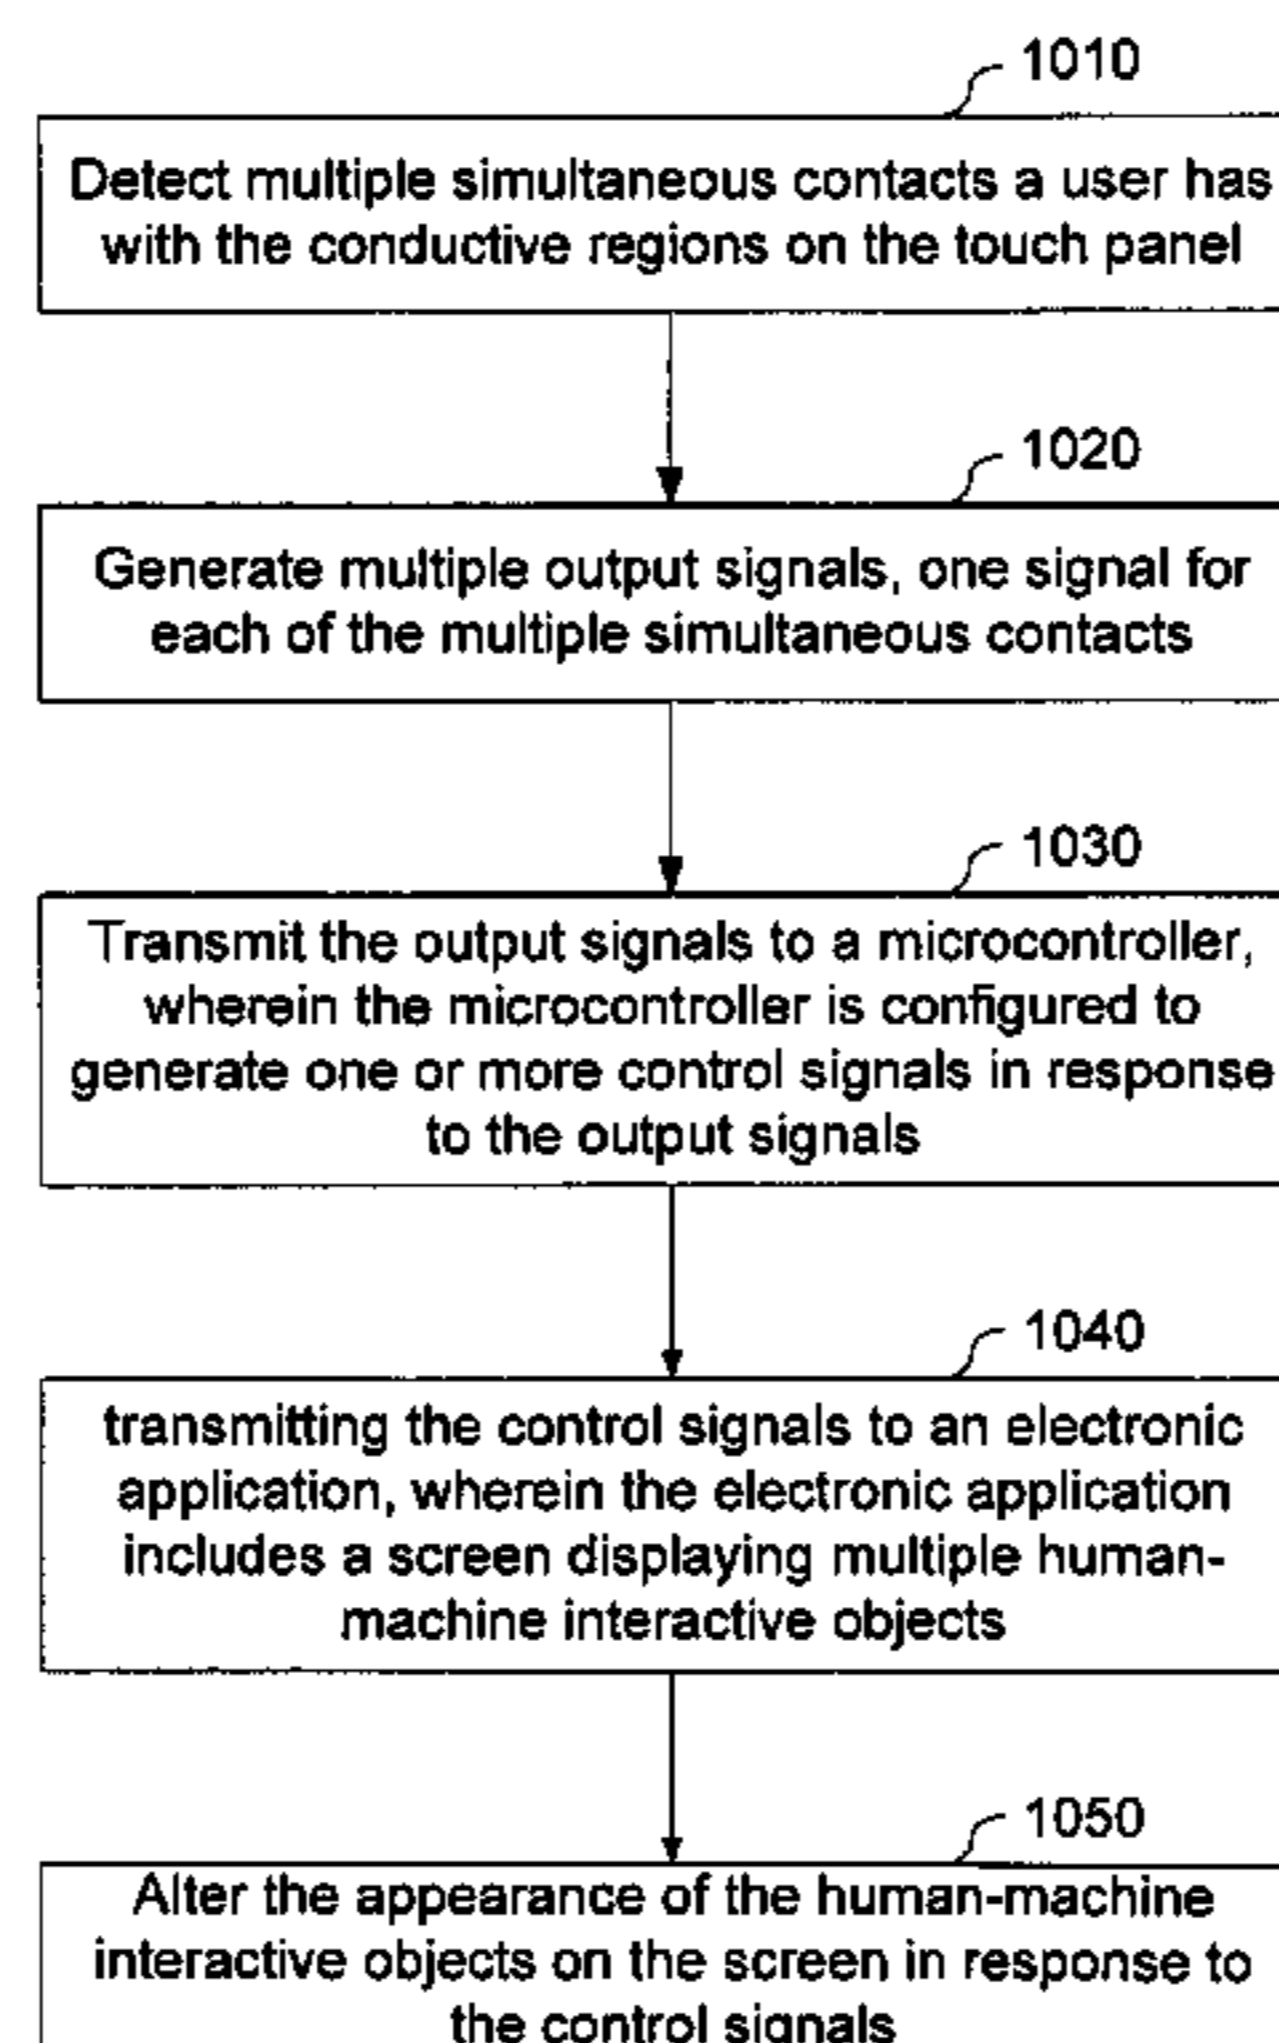 1010
Detect multiple simultaneous contacts a user has
with the conductive regions on the touch panel
1020
Generate multiple output signals, one signal for
each of the multiple simultaneous contacts
1030
Transmit the output signals to a microcontroller,
wherein the microcontroller is configured to
generate one or more control signals in response
to the output signals
1040
transmitting the control signals to an electronic
application, wherein the electronic application
includes a screen displaying multiple human-
machine interactive objects
1050
Alter the appearance of the human-machine
interactive objects on the screen in response to
the control signals